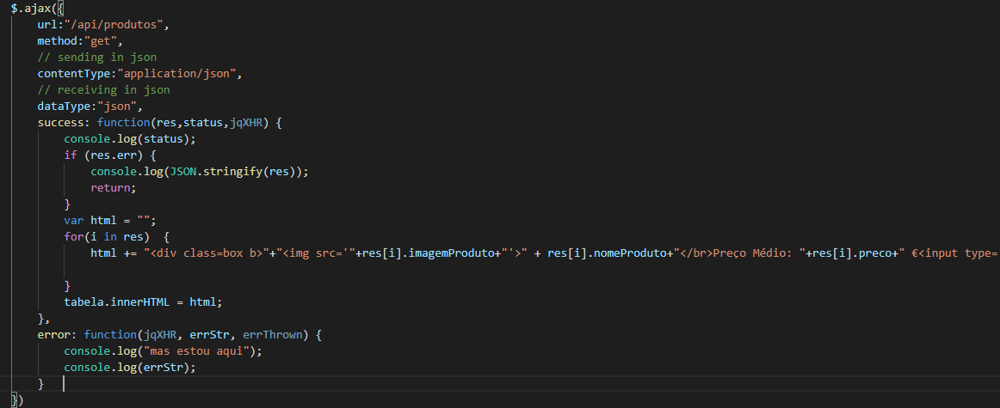 $.ajax({
url:"/api/produtos",
method:"get",
// sending in json
contentType:"application/json",
// receiving in json
dataType:"json",
success: function(res,status,jqXHR) {
console.log(status);
if (res.err) {
console.log(JSON.stringify(res));
return;
}
var html = "";
for(i in res)  {
html += "<div class=box b>"+"<img src='"+res[i].imagemProduto+"'>" + res[i].nomeProduto+"</br>Preço Médio: "+res[i].preco+" €<input type=
}
tabela.innerHTML = html;
},
error: function(jqXHR, errStr, errThrown) {
console.log("mas estou aqui");
console.log(errStr);
}
})